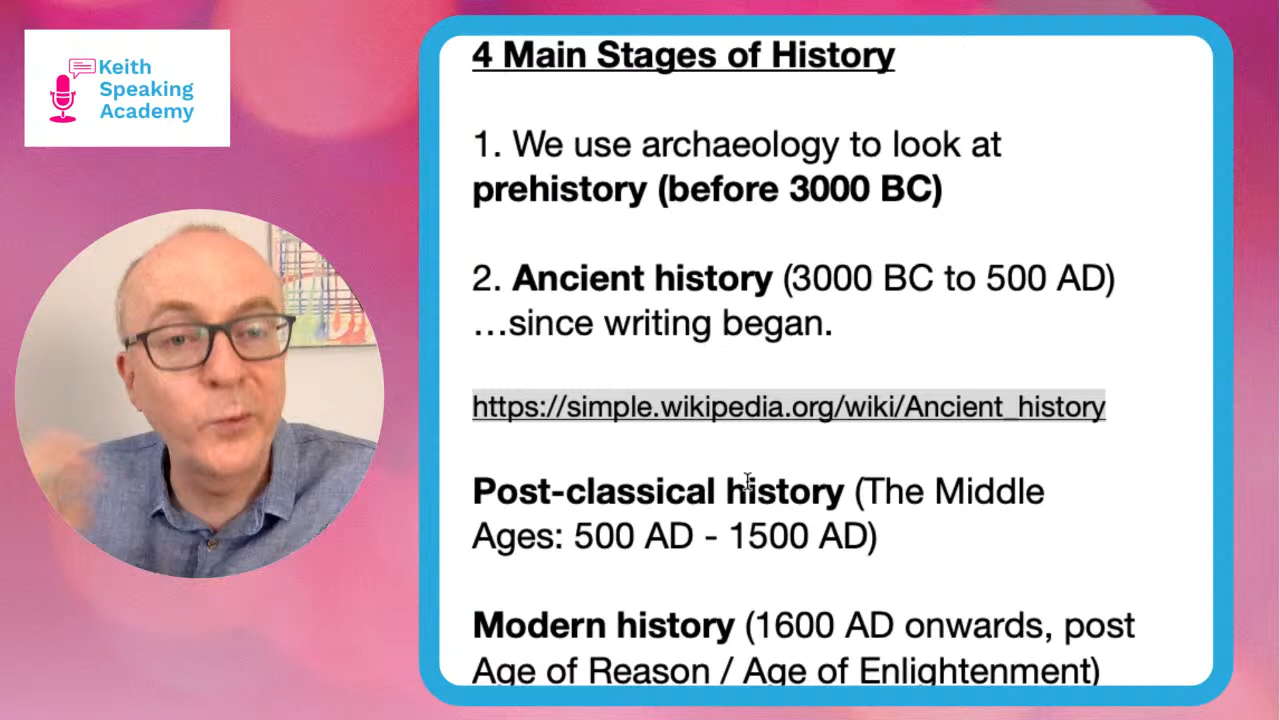 Keith
Speaking
Academy
4 Main Stages of History
1. We use archaeology to look at
prehistory (before 3000 BC)
2. Ancient history (3000 BC to 500 AD)
…since writing began.
https://simple.wikipedia.org/wiki/Ancient_history
Post-classical history (The Middle
Ages: 500 AD - 1500 AD)
Modern history (1600 AD onwards, post
Age of Reason / Age of Enlightenment)